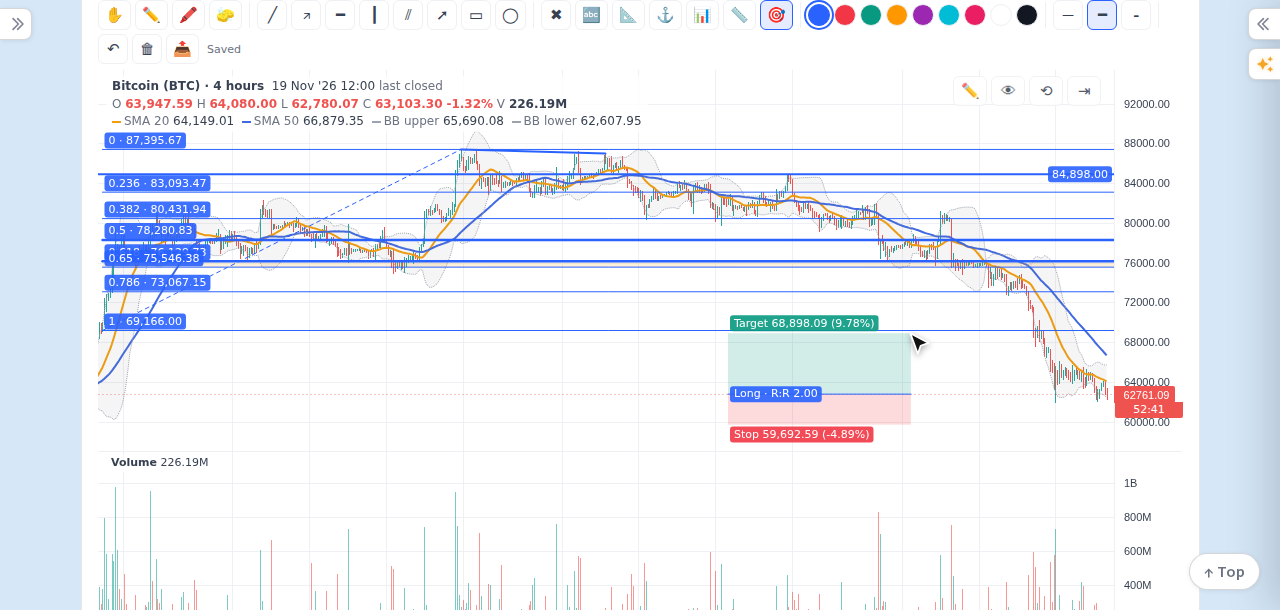 Saved
Bitcoin (BTC) · 4 hours 19 Nov '26 12:00 last closed
O 63,947.59 H 64,080.00 L 62,780.07 C 63,103.30 -1.32% V 226.19M
SMA 20 64,149.01 SMA 50 66,879.35 BB upper 65,690.08 BB lower 62,607.95
92000.00
0 · 87,395.67
88000.00
84,898.00
0.236 · 83,093.47
84000.00
0.382 · 80,431.94
80000.00
0.5 · 78,280.83
0.65 · 75,546.38
76000.00
0.786 · 73,067.15
72000.00
1 · 69,166.00
Target 68,898.09 (9.78%)
68000.00
64000.00
Long · R:R 2.00
62761.09
52:41
60000.00
Stop 59,692.59 (-4.89%)
Volume 226.19M
1B
800M
600M
400M
↑ Top